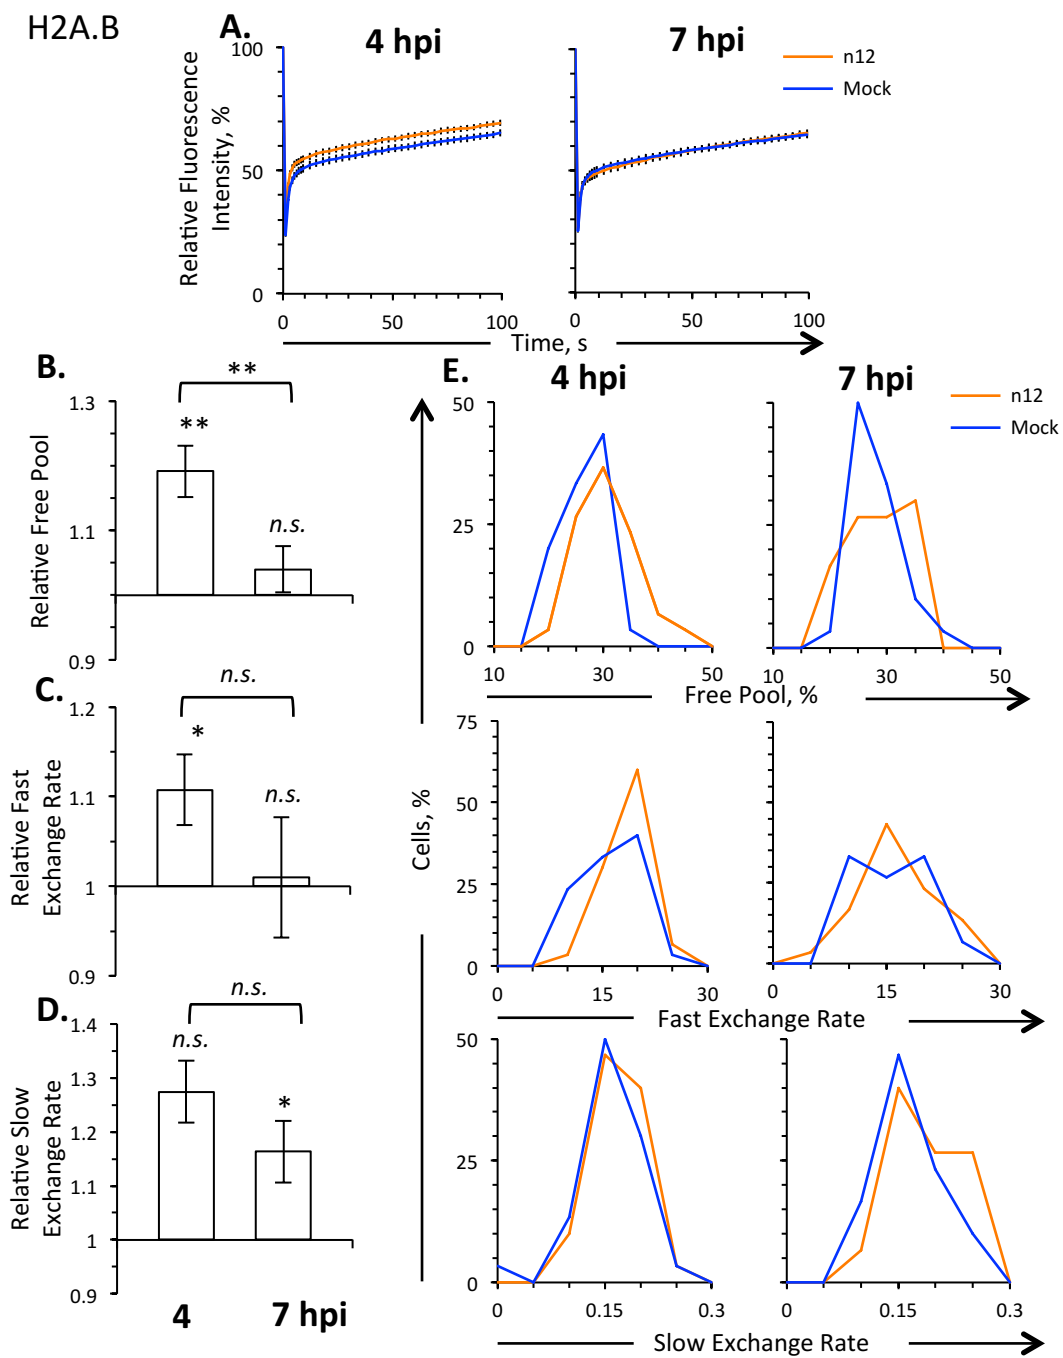 H2A.B
A.
4 hpi
7 hpi
n12
Mock
Relative Fluorescence
Intensity, %
100
50
0
0
50
100
0
50
100
Time, s
B.
**
**
n.s.
Relative Free Pool
1.3
1.1
0.9
C.
n.s.
*
n.s.
Relative Fast
Exchange Rate
1.2
1.1
1
0.9
D.
n.s.
n.s.
*
Relative Slow
Exchange Rate
1.4
1.3
1.2
1.1
1
0.9
4
7 hpi
E.
4 hpi
7 hpi
n12
Mock
Cells, %
50
25
0
10
30
50
10
30
50
Free Pool, %
75
50
25
0
0
15
30
0
15
30
Fast Exchange Rate
50
25
0
0
0.15
0.3
0
0.15
0.3
Slow Exchange Rate